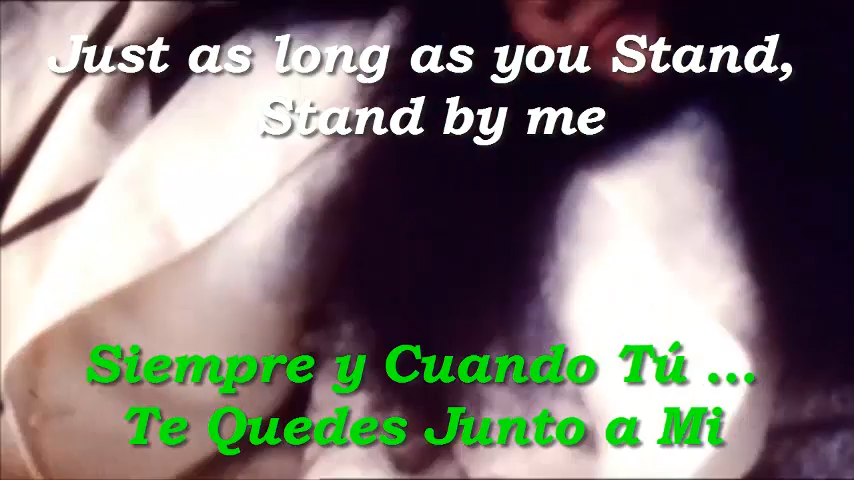 Just as long as you Stand,
Stand by me
Siempre y Cuando Tú ...
Te Quedes Junto a Mi